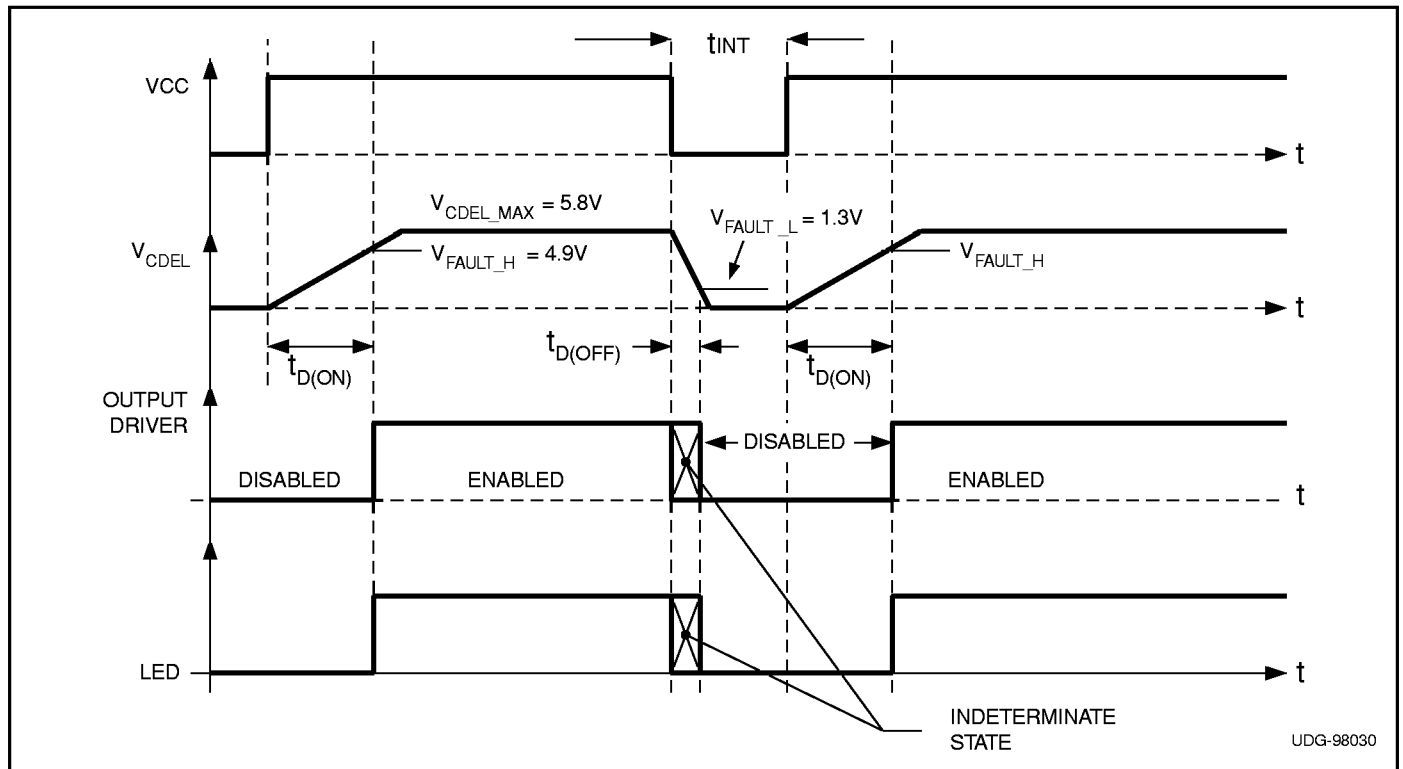 tINT
VCC
t
VCDEL_MAX = 5.8V
VFAULT_L = 1.3V
VCDEL
VFAULT_H = 4.9V
VFAULT_H
t
tD(ON)
tD(OFF)
tD(ON)
OUTPUT
DRIVER
DISABLED
DISABLED
ENABLED
ENABLED
t
LED
t
INDETERMINATE
STATE
UDG-98030